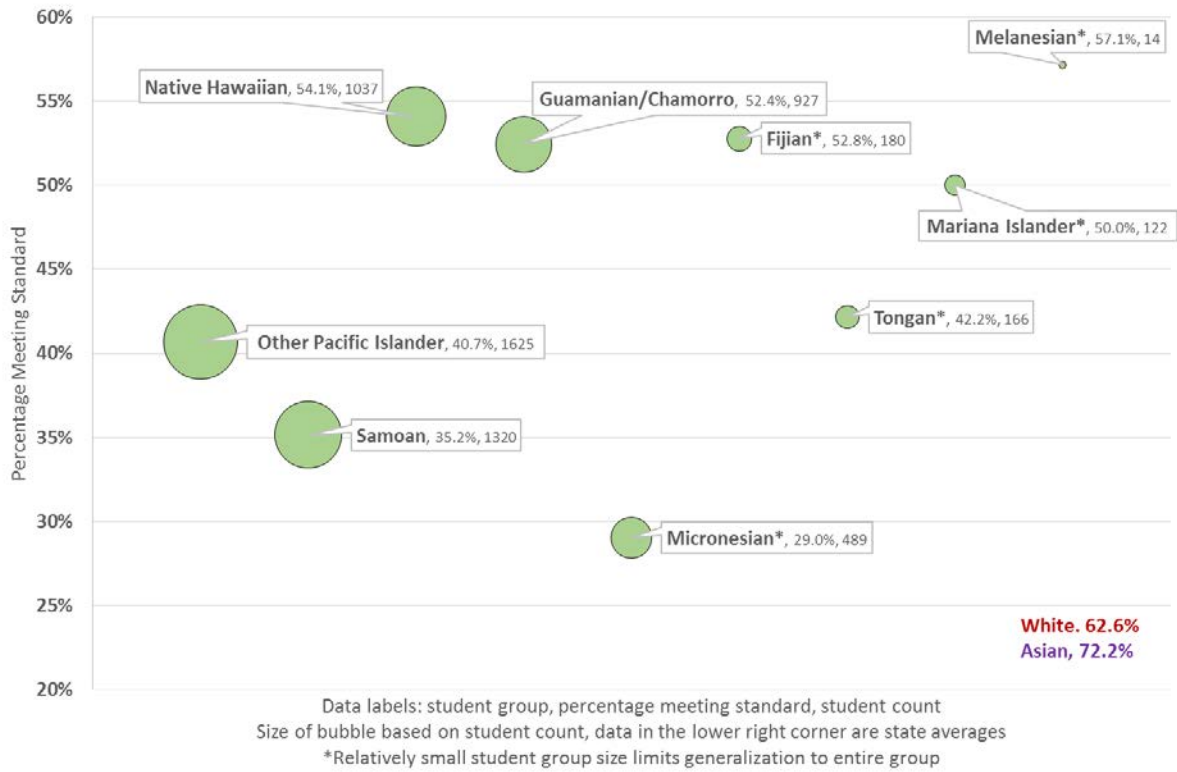 60%
Melanesian*, 57.1%, 14
Native Hawaiian, 54.1%, 1037
Guamanian/Chamorro, 52.4%, 927
55%
Fijian*, 52.8%, 180
50%
Mariana Islander*, 50.0%, 122
Percentage Meeting Standard
45%
Tongan*, 42.2%, 166
Other Pacific Islander, 40.7%, 1625
40%
Samoan, 35.2%, 1320
35%
30%
Micronesian*, 29.0%, 489
25%
White. 62.6%
Asian, 72.2%
20%
Data labels: student group, percentage meeting standard, student count
Size of bubble based on student count, data in the lower right corner are state averages
*Relatively small student group size limits generalization to entire group